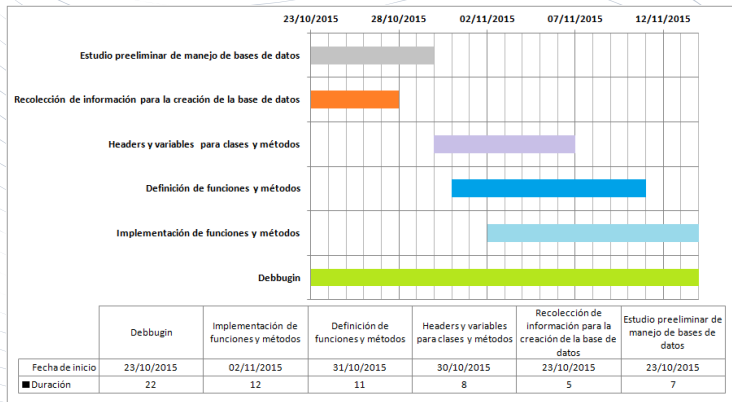 23/10/2015 28/10/2015 02/11/2015 07/11/2015 12/11/2015
Estudio preeliminar de manejo de bases de datos
Recolección de información para la creación de la base de datos
Headers y variables para clases y métodos
Definición de funciones y métodos
Implementación de funciones y métodos
Debbugin
Debbugin
Implementación de
funciones y métodos
Definición de
funciones y métodos
Headers y variables
para clases y métodos
Recolección de
información para la
creación de la base de
datos
Estudio preeliminar de
manejo de bases de
datos
Fecha de inicio 23/10/2015 02/11/2015 31/10/2015 30/10/2015 23/10/2015 23/10/2015
Duración 22 12 11 8 5 7